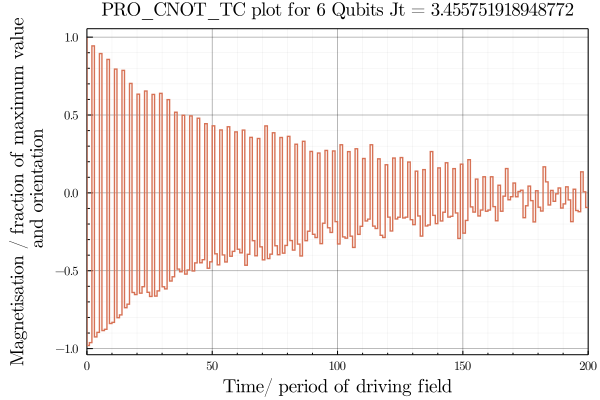 PRO_CNOT_TC plot for 6 Qubits Jt = 3.455751918948772
Magnetisation / fraction of maximum value
and orientation
1.0
0.5
0.0
−0.5
−1.0
0 50 100 150 200
Time/ period of driving field